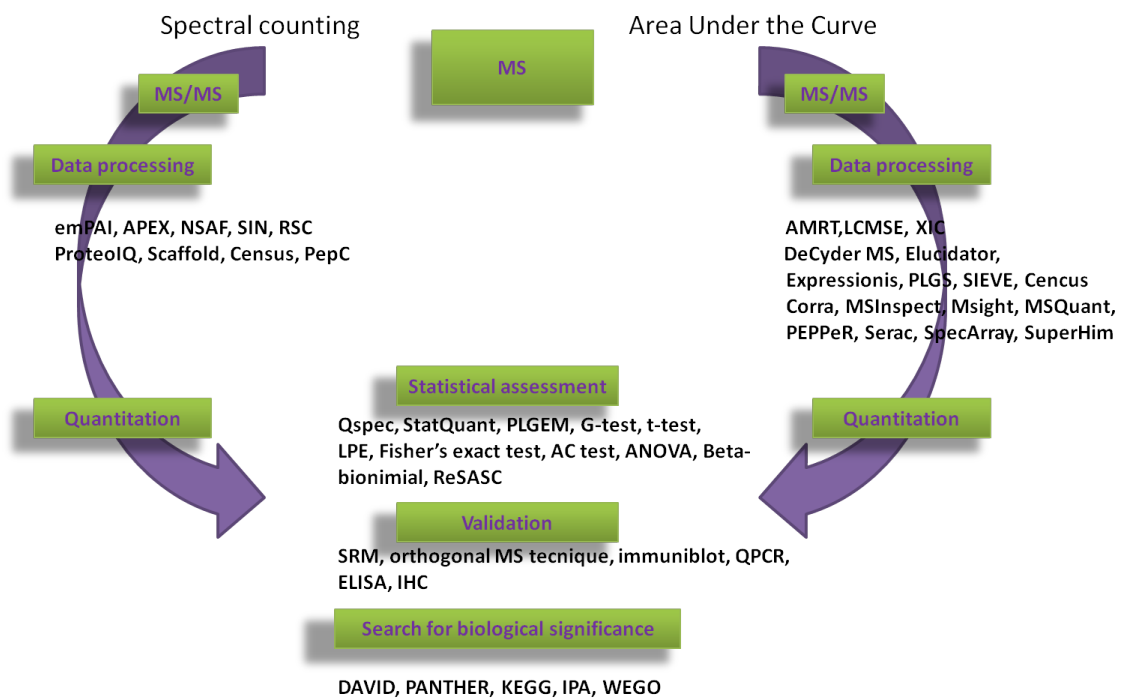 Spectral counting
Area Under the Curve
MS
MS/MS
MS/MS
Data processing
Data processing
emPAI, APEX, NSAF, SIN, RSC
ProteoIQ, Scaffold, Census, PepC
AMRT,LCMSE, XIC
DeCyder MS, Elucidator,
Expressionis, PLGS, SIEVE, Cencus
Corra, MSInspect, Msight, MSQuant,
PEPPeR, Serac, SpecArray, SuperHim
Statistical assessment
Quantitation
Quantitation
Qspec, StatQuant, PLGEM, G-test, t-test,
LPE, Fisher’s exact test, AC test, ANOVA, Beta-
bionimial, ReSASC
Validation
SRM, orthogonal MS tecnique, immuniblot, QPCR,
ELISA, IHC
Search for biological significance
DAVID, PANTHER, KEGG, IPA, WEGO